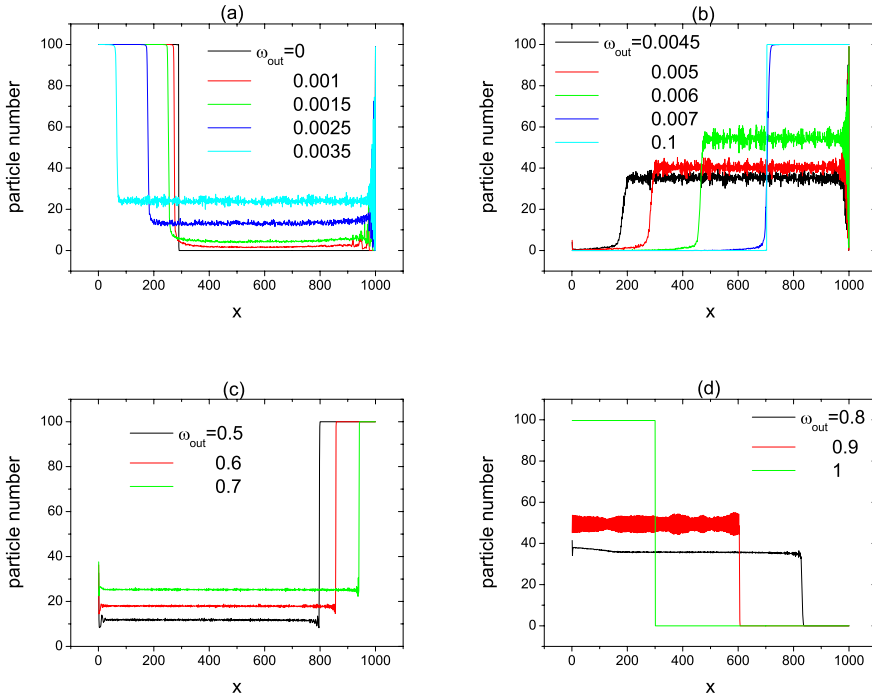 (a)
particle number
100
80
60
40
20
0
ω_out=0
0.001
0.0015
0.0025
0.0035
0 200 400 600 800 1000
x
(b)
particle number
100
80
60
40
20
0
ω_out=0.0045
0.005
0.006
0.007
0.1
0 200 400 600 800 1000
x
(c)
particle number
100
80
60
40
20
0
ω_out=0.5
0.6
0.7
0 200 400 600 800 1000
x
(d)
particle number
100
80
60
40
20
0
ω_out=0.8
0.9
1
0 200 400 600 800 1000
x